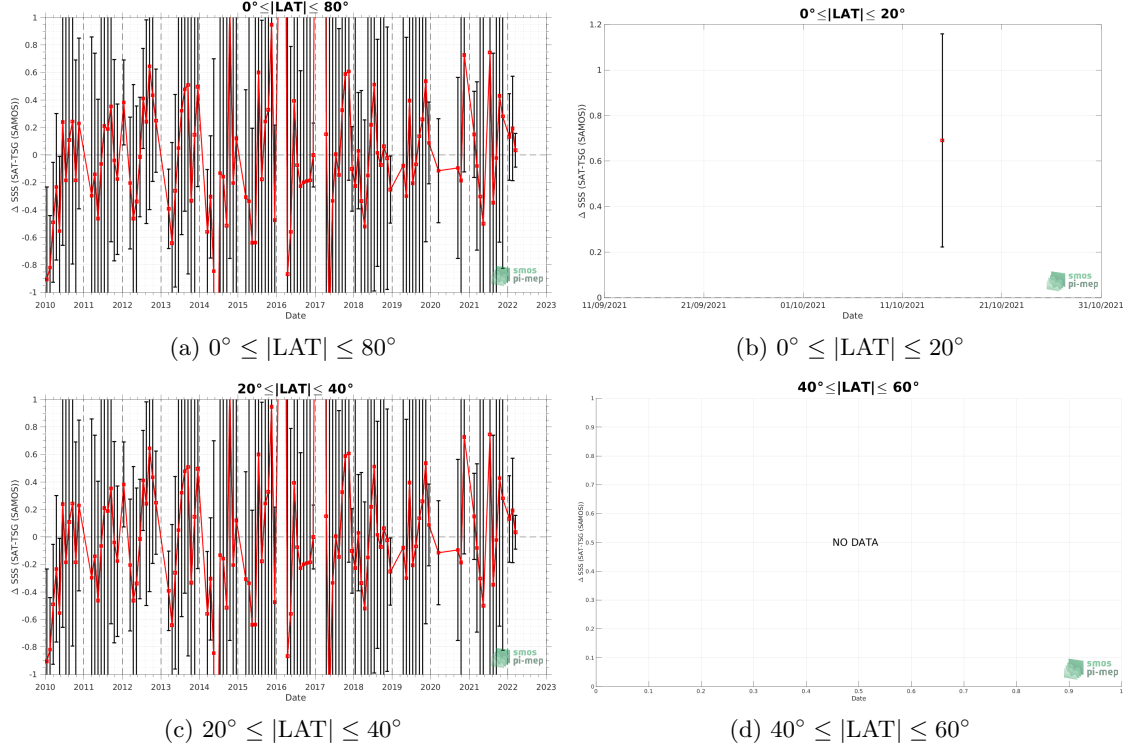 0°≤|LAT|≤ 80°
Δ SSS (SAT-TSG (SAMOS))
1
0.8
0.6
0.4
0.2
0
-0.2
-0.4
-0.6
-0.8
-1
2010 2011 2012 2013 2014 2015 2016 2017 2018 2019 2020 2021 2022 2023
Date
smos
pi-mep
(a) 0° ≤ |LAT| ≤ 80°
0°≤|LAT|≤ 20°
Δ SSS (SAT-TSG (SAMOS))
1.2
1
0.8
0.6
0.4
0.2
0
11/09/2021 21/09/2021 01/10/2021 11/10/2021 21/10/2021 31/10/2021
Date
smos
pi-mep
(b) 0° ≤ |LAT| ≤ 20°
20°≤|LAT|≤ 40°
Δ SSS (SAT-TSG (SAMOS))
1
0.8
0.6
0.4
0.2
0
-0.2
-0.4
-0.6
-0.8
-1
2010 2011 2012 2013 2014 2015 2016 2017 2018 2019 2020 2021 2022 2023
Date
smos
pi-mep
(c) 20° ≤ |LAT| ≤ 40°
40°≤|LAT|≤ 60°
Δ SSS (SAT-TSG (SAMOS))
1
0.9
0.8
0.7
0.6
0.5
0.4
0.3
0.2
0.1
0
NO DATA
0 0.1 0.2 0.3 0.4 0.5 0.6 0.7 0.8 0.9 1
Date
smos
pi-mep
(d) 40° ≤ |LAT| ≤ 60°